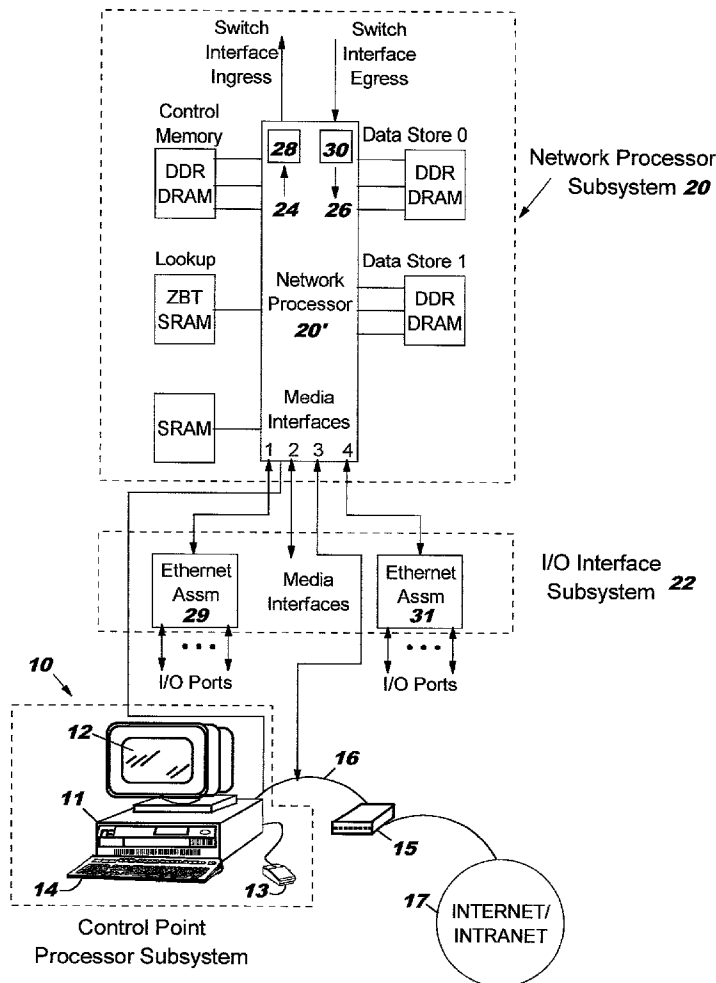 Switch
Interface
Ingress
Switch
Interface
Egress
Control
Memory
DDR
DRAM
28
30
24
26
Data Store 0
DDR
DRAM
Network Processor
Subsystem 20
Lookup
ZBT
SRAM
Network
Processor
20'
Data Store 1
DDR
DRAM
SRAM
Media
Interfaces
1 2 3 4
Ethernet
Assm
29
Media
Interfaces
Ethernet
Assm
31
I/O Interface
Subsystem 22
I/O Ports
I/O Ports
10
12
11
14
13
16
15
17
INTERNET/
INTRANET
Control Point
Processor Subsystem